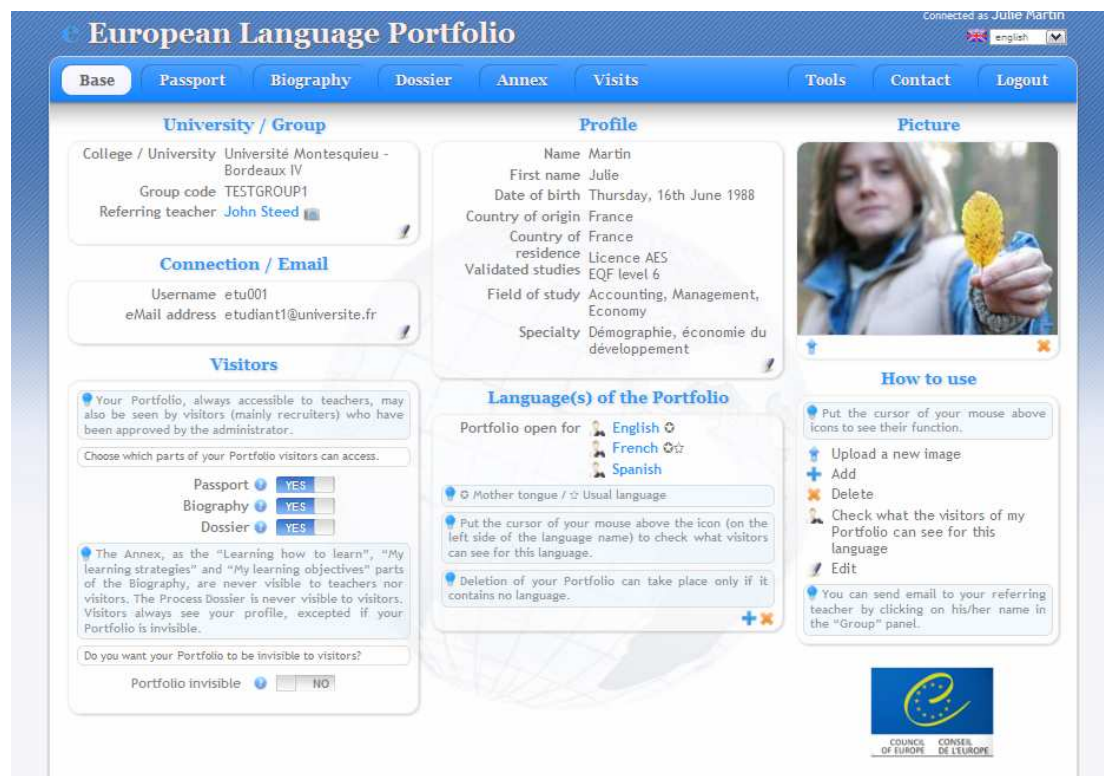 Connected as Julie Martin
e European Language Portfolio
english
Base Passport Biography Dossier Annex Visits Tools Contact Logout
University / Group
College / University Université Montesquieu -
Bordeaux IV
Group code TESTGROUP1
Referring teacher John Steed
Connection / Email
Username etu001
eMail address etudiant1@universite.fr
Visitors
Your Portfolio, always accessible to teachers, may
also be seen by visitors (mainly recruiters) who have
been approved by the administrator.
Choose which parts of your Portfolio visitors can access.
Passport YES
Biography YES
Dossier YES
The Annex, as the “Learning how to learn”, “My
learning strategies” and “My learning objectives” parts
of the Biography, are never visible to teachers nor
visitors. The Process Dossier is never visible to visitors.
Visitors always see your profile, excepted if your
Portfolio is invisible.
Do you want your Portfolio to be invisible to visitors?
Portfolio invisible NO
Profile
Name Martin
First name Julie
Date of birth Thursday, 16th June 1988
Country of origin France
Country of France
residence
Licence AES
Validated studies
EQF level 6
Field of study Accounting, Management,
Economy
Specialty Démographie, économie du
développement
Language(s) of the Portfolio
Portfolio open for English ✪
French ✪☆
Spanish
✪ Mother tongue / ☆ Usual language
Put the cursor of your mouse above the icon (on the
left side of the language name) to check what visitors
can see for this language.
Deletion of your Portfolio can take place only if it
contains no language.
Picture
How to use
Put the cursor of your mouse above
icons to see their function.
Upload a new image
Add
Delete
Check what the visitors of my
Portfolio can see for this
language
Edit
You can send email to your referring
teacher by clicking on his/her name in
the “Group” panel.
COUNCIL CONSEIL
OF EUROPE DE L'EUROPE